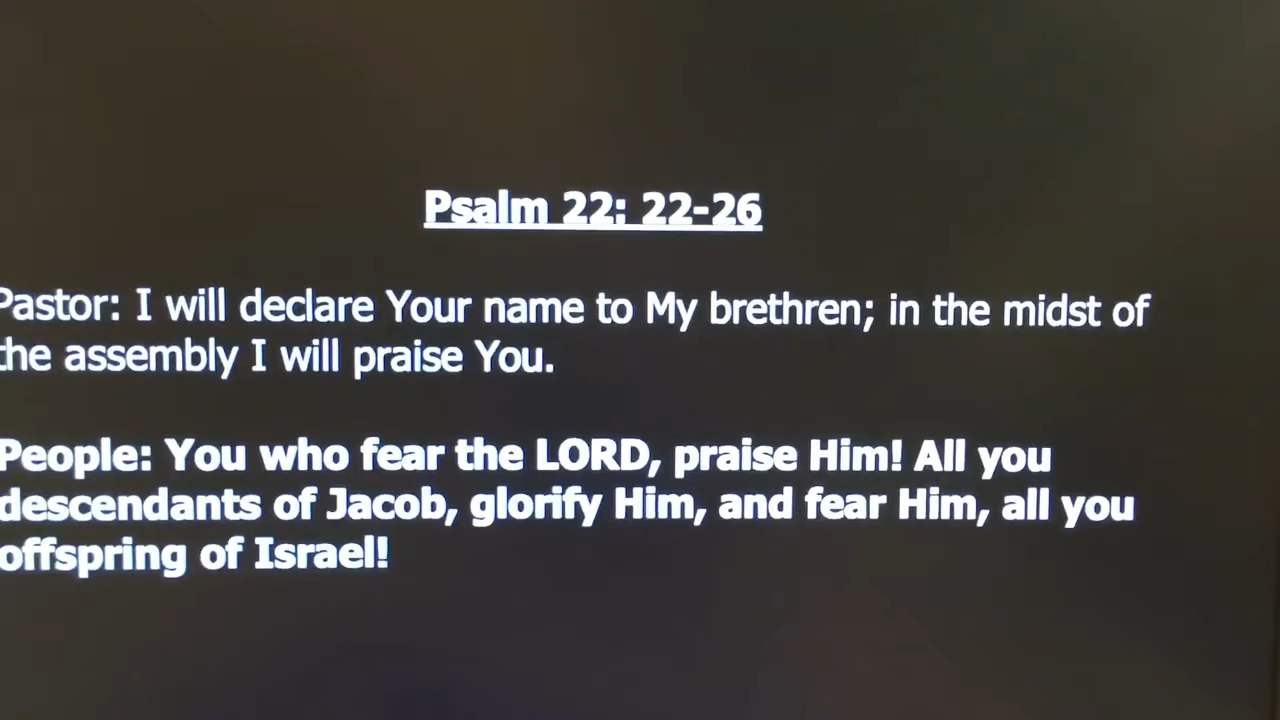 Psalm 22: 22-26
Pastor: I will declare Your name to My brethren; in the midst of
the assembly I will praise You.
People: You who fear the LORD, praise Him! All you
descendants of Jacob, glorify Him, and fear Him, all you
offspring of Israel!